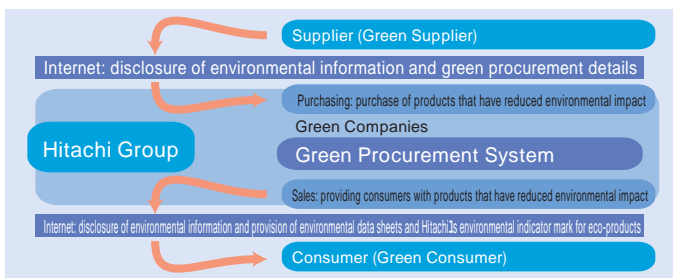 Supplier (Green Supplier)
Internet: disclosure of environmental information and green procurement details
Purchasing: purchase of products that have reduced environmental impact
Green Companies
Hitachi Group
Green Procurement System
Sales: providing consumers with products that have reduced environmental impact
Internet: disclosure of environmental information and provision of environmental data sheets and Hitachi1s environmental indicator mark for eco-products
Consumer (Green Consumer)